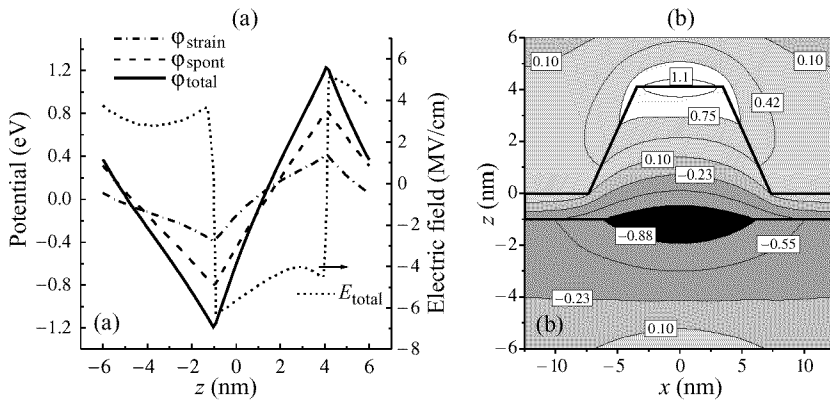 (a)
φstrain
φspont
φtotal
1.2
0.8
0.4
0.0
−0.4
−0.8
−1.2
Potential (eV)
6
4
2
0
−2
−4
−6
−8
Electric field (MV/cm)
Etotal
(a)
−6 −4 −2 0 2 4 6
z (nm)
(b)
6
4
2
0
−2
−4
−6
z (nm)
0.10
0.10
1.1
0.42
0.75
0.10
−0.23
−0.88
−0.55
−0.23
0.10
(b)
−10 −5 0 5 10
x (nm)